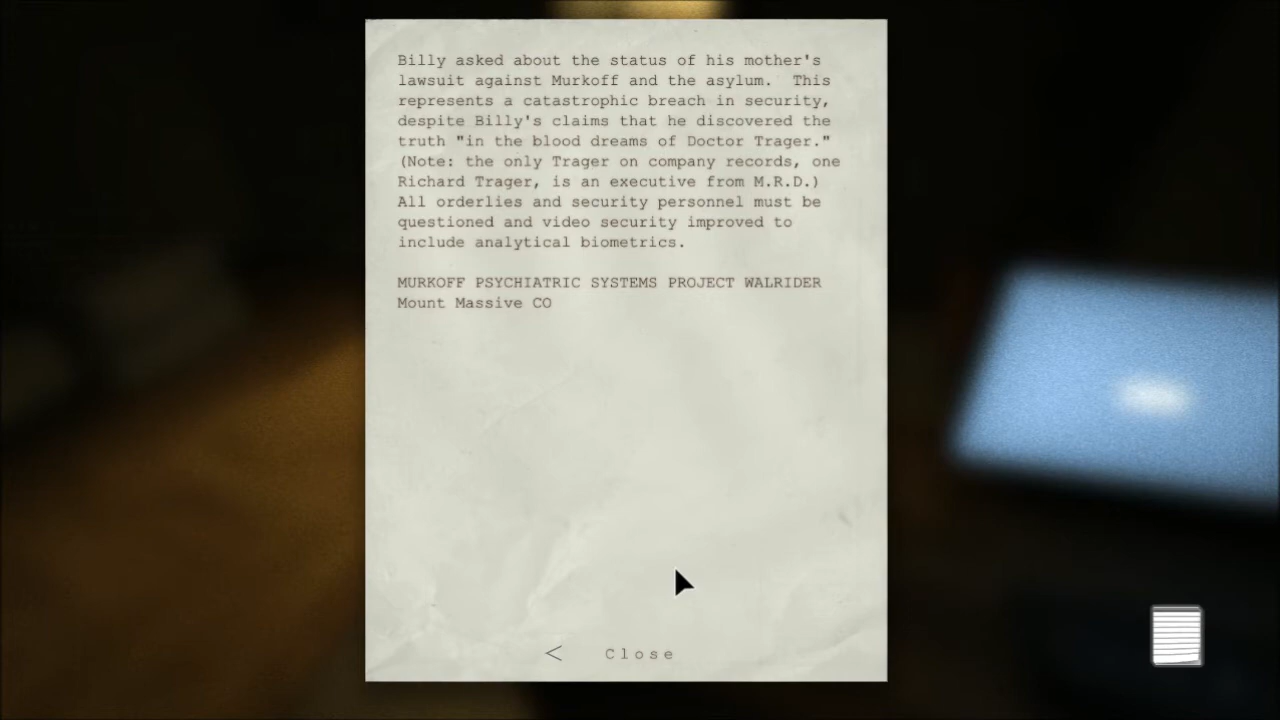 Billy asked about the status of his mother's
lawsuit against Murkoff and the asylum.  This
represents a catastrophic breach in security,
despite Billy's claims that he discovered the
truth "in the blood dreams of Doctor Trager."
(Note: the only Trager on company records, one
Richard Trager, is an executive from M.R.D.)
All orderlies and security personnel must be
questioned and video security improved to
include analytical biometrics.
MURKOFF PSYCHIATRIC SYSTEMS PROJECT WALRIDER
Mount Massive CO
< Close